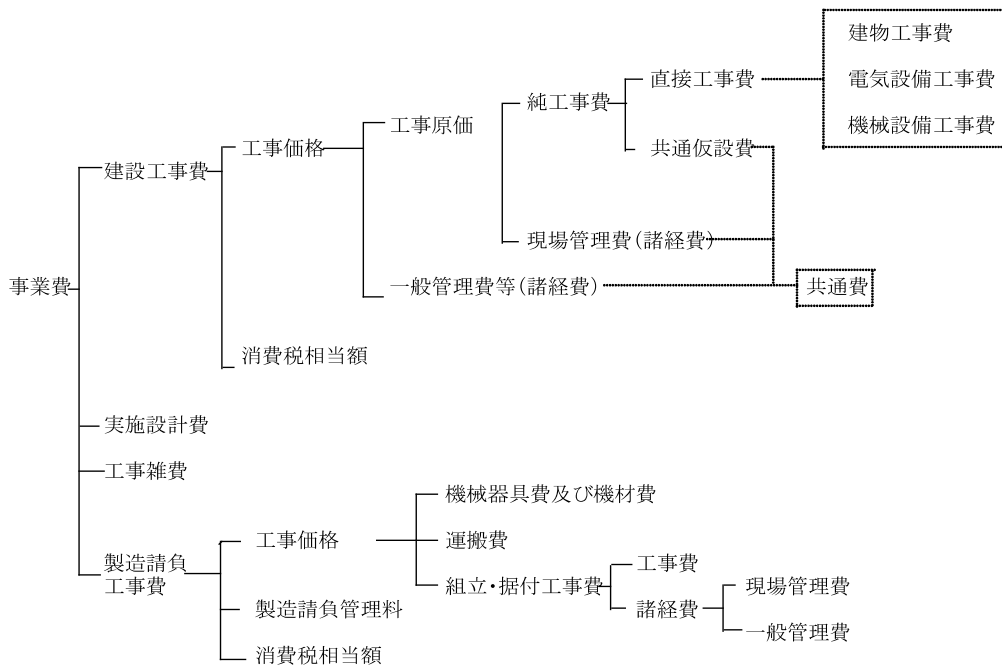 建物工事費
電気設備工事費
機械設備工事費
直接工事費
純工事費
共通仮設費
工事原価
工事価格
建設工事費
現場管理費(諸経費)
一般管理費等(諸経費)
共通費
事業費
消費税相当額
実施設計費
工事雑費
機械器具費及び機材費
工事価格
運搬費
製造請負
工事費
組立・据付工事費
工事費
諸経費
現場管理費
一般管理費
製造請負管理料
消費税相当額